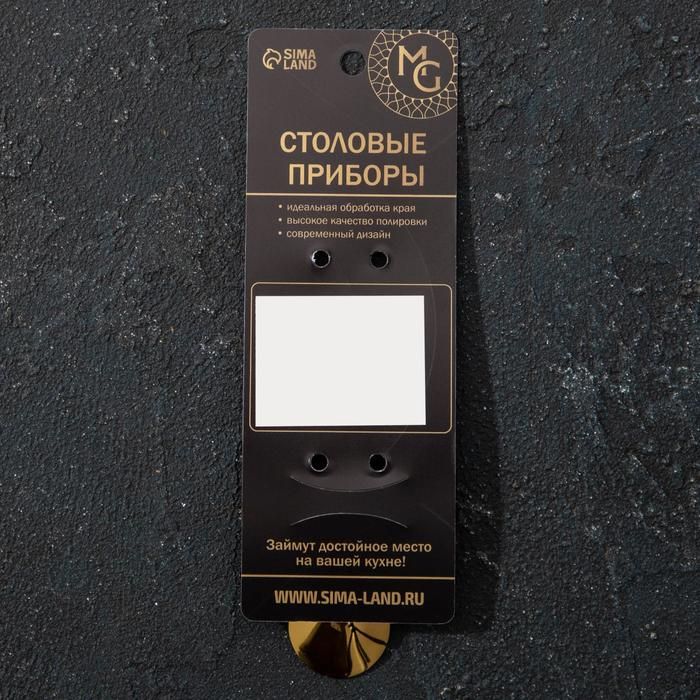 SIMA
LAND
MG
СТОЛОВЫЕ
ПРИБОРЫ
• идеальная обработка края
• высокое качество полировки
• современный дизайн
Займут достойное место
на вашей кухне!
WWW.SIMA-LAND.RU